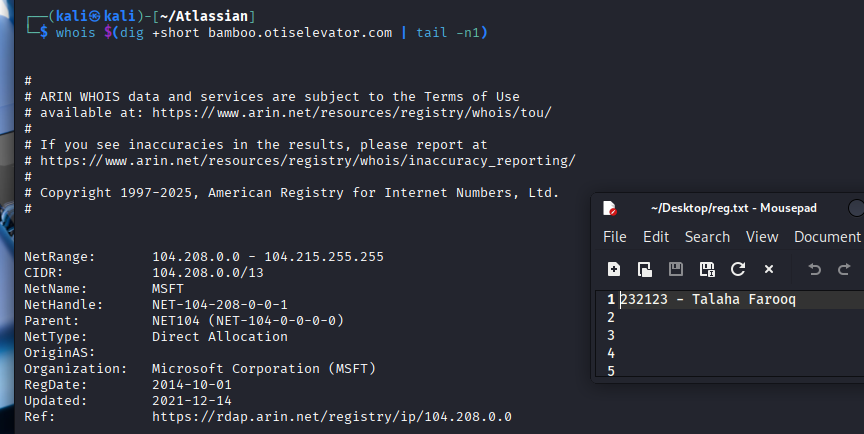 ┌──(kali㉿kali)-[~/Atlassian]
└─$ whois $(dig +short bamboo.otiselevator.com | tail -n1)
#
# ARIN WHOIS data and services are subject to the Terms of Use
# available at: https://www.arin.net/resources/registry/whois/tou/
#
# If you see inaccuracies in the results, please report at
# https://www.arin.net/resources/registry/whois/inaccuracy_reporting/
#
# Copyright 1997-2025, American Registry for Internet Numbers, Ltd.
#
NetRange: 104.208.0.0 - 104.215.255.255
CIDR: 104.208.0.0/13
NetName: MSFT
NetHandle: NET-104-208-0-0-1
Parent: NET104 (NET-104-0-0-0-0)
NetType: Direct Allocation
OriginAS:
Organization: Microsoft Corporation (MSFT)
RegDate: 2014-10-01
Updated: 2021-12-14
Ref: https://rdap.arin.net/registry/ip/104.208.0.0
~/Desktop/reg.txt - Mousepad
File Edit Search View Document
1 232123 - Talaha Farooq
2
3
4
5